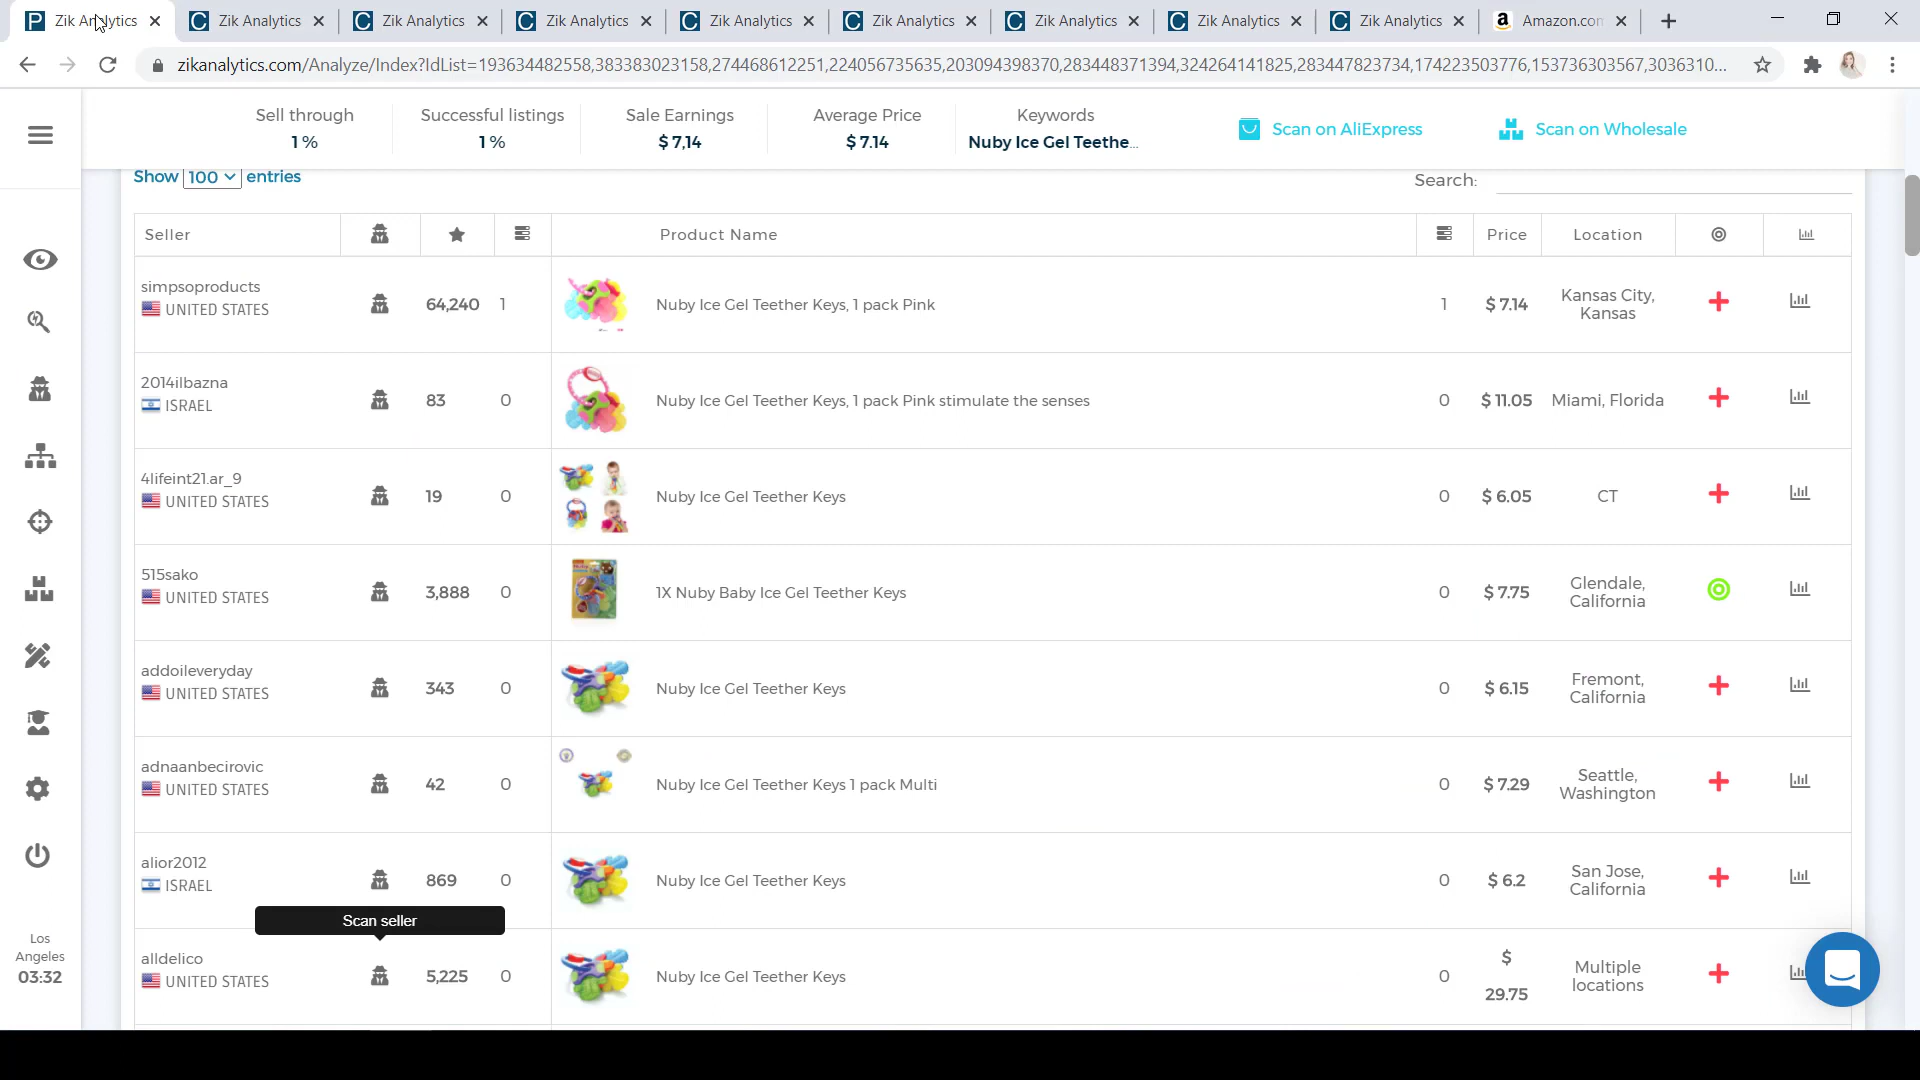 Zik Analytics Zik Analytics Zik Analytics Zik Analytics Zik Analytics Zik Analytics Zik Analytics Zik Analytics Zik Analytics Amazon.com
zikanalytics.com/Analyze/Index?IdList=193634482558,383383023158,274468612251,224056735635,203094398370,283448371394,324264141825,283447823734,174223503776,153736303567,3036310...
Sell through Successful listings Sale Earnings Average Price Keywords
Scan on AliExpress Scan on Wholesale
1 % 1 % $ 7,14 $ 7.14 Nuby Ice Gel Teethe...
Show 100 entries Search:
Seller Product Name Price Location
simpsoproducts
UNITED STATES 64,240 1 Nuby Ice Gel Teether Keys, 1 pack Pink 1 $ 7.14 Kansas City,
Kansas
2014ilbazna
ISRAEL 83 0 Nuby Ice Gel Teether Keys, 1 pack Pink stimulate the senses 0 $ 11.05 Miami, Florida
4lifeint21.ar_9
UNITED STATES 19 0 Nuby Ice Gel Teether Keys 0 $ 6.05 CT
515sako
UNITED STATES 3,888 0 1X Nuby Baby Ice Gel Teether Keys 0 $ 7.75 Glendale,
California
addoileveryday
UNITED STATES 343 0 Nuby Ice Gel Teether Keys 0 $ 6.15 Fremont,
California
adnaanbecirovic
UNITED STATES 42 0 Nuby Ice Gel Teether Keys 1 pack Multi 0 $ 7.29 Seattle,
Washington
alior2012
ISRAEL 869 0 Nuby Ice Gel Teether Keys 0 $ 6.2 San Jose,
California
Scan seller
alldelico
UNITED STATES 5,225 0 Nuby Ice Gel Teether Keys 0 $
29.75 Multiple
locations
Los
Angeles
03:32